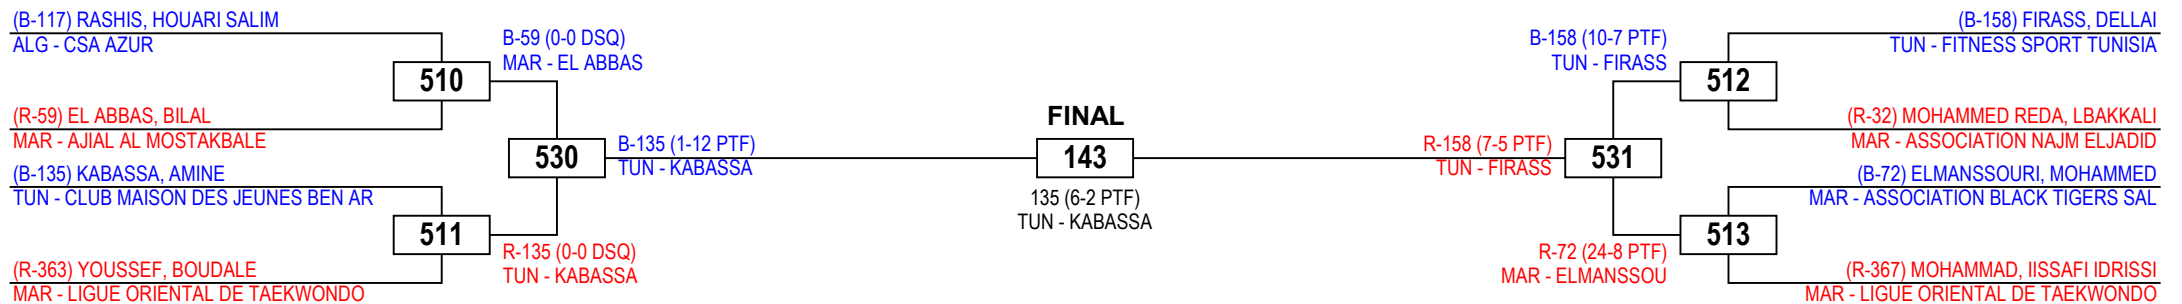 (B-117) RASHIS, HOUARI SALIM
ALG - CSA AZUR
510
(R-59) EL ABBAS, BILAL
MAR - AJIAL AL MOSTAKBALE
(B-135) KABASSA, AMINE
TUN - CLUB MAISON DES JEUNES BEN AR
511
(R-363) YOUSSEF, BOUDALE
MAR - LIGUE ORIENTAL DE TAEKWONDO
B-59 (0-0 DSQ)
MAR - EL ABBAS
530
R-135 (0-0 DSQ)
TUN - KABASSA
B-135 (1-12 PTF)
TUN - KABASSA
FINAL
143
135 (6-2 PTF)
TUN - KABASSA
R-158 (7-5 PTF)
TUN - FIRASS
531
B-158 (10-7 PTF)
TUN - FIRASS
R-72 (24-8 PTF)
MAR - ELMANSSOU
(B-158) FIRASS, DELLAI
TUN - FITNESS SPORT TUNISIA
512
(R-32) MOHAMMED REDA, LBAKKALI
MAR - ASSOCIATION NAJM ELJADID
(B-72) ELMANSSOURI, MOHAMMED
MAR - ASSOCIATION BLACK TIGERS SAL
513
(R-367) MOHAMMAD, IISSAFI IDRISSI
MAR - LIGUE ORIENTAL DE TAEKWONDO